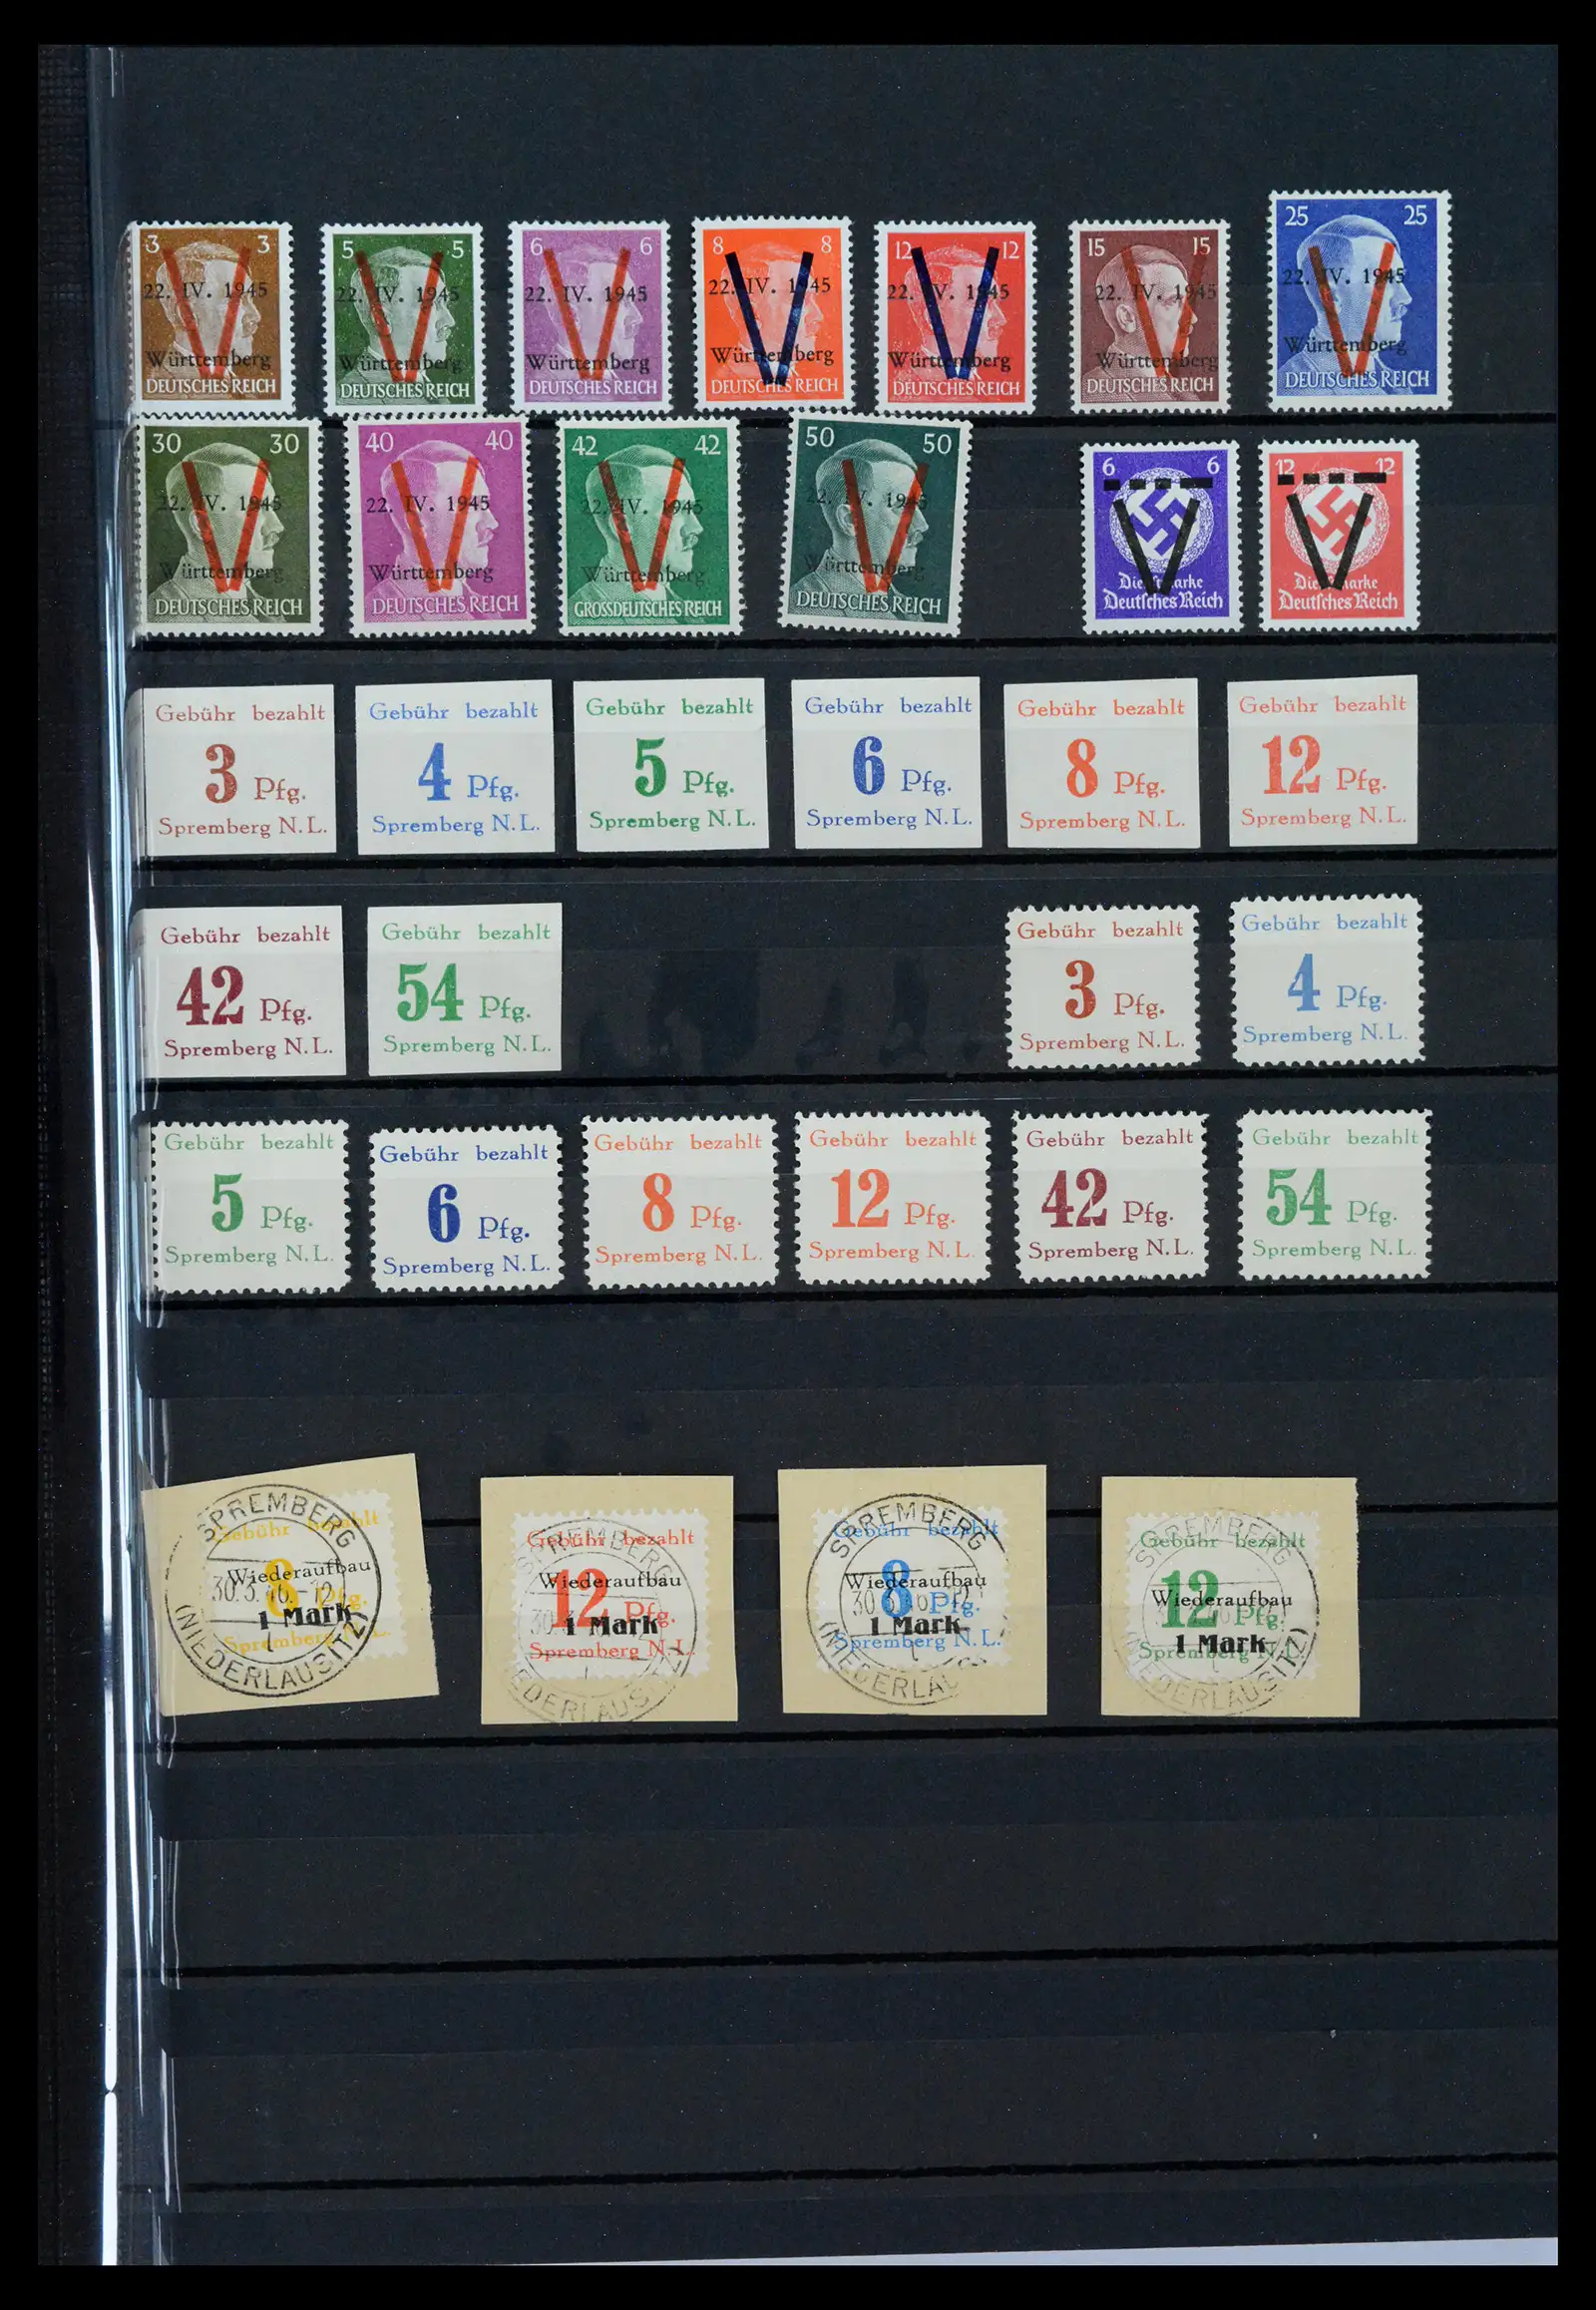 3 3
22. IV. 1945
Württemberg
DEUTSCHES REICH
5 5
22. IV. 1945
Württemberg
DEUTSCHES REICH
6 6
22. IV. 1945
Württemberg
DEUTSCHES REICH
8 8
22. IV. 1945
Württemberg
DEUTSCHES REICH
12 12
22. IV. 1945
Württemberg
DEUTSCHES REICH
15 15
22. IV. 1945
Württemberg
DEUTSCHES REICH
25 25
22. IV. 1945
Württemberg
DEUTSCHES REICH
30 30
22. IV. 1945
Württemberg
DEUTSCHES REICH
40 40
22. IV. 1945
Württemberg
DEUTSCHES REICH
42 42
22. IV. 1945
Württemberg
GROSSDEUTSCHES REICH
50 50
22. IV. 1945
Württemberg
DEUTSCHES REICH
6 6
Dienstmarke
Deutsches Reich
12 12
Dienstmarke
Deutsches Reich
Gebühr bezahlt
3 Pfg.
Spremberg N.L.
Gebühr bezahlt
4 Pfg.
Spremberg N.L.
Gebühr bezahlt
5 Pfg.
Spremberg N.L.
Gebühr bezahlt
6 Pfg.
Spremberg N.L.
Gebühr bezahlt
8 Pfg.
Spremberg N.L.
Gebühr bezahlt
12 Pfg.
Spremberg N.L.
Gebühr bezahlt
42 Pfg.
Spremberg N.L.
Gebühr bezahlt
54 Pfg.
Spremberg N.L.
Gebühr bezahlt
3 Pfg.
Spremberg N.L.
Gebühr bezahlt
4 Pfg.
Spremberg N.L.
Gebühr bezahlt
5 Pfg.
Spremberg N.L.
Gebühr bezahlt
6 Pfg.
Spremberg N.L.
Gebühr bezahlt
8 Pfg.
Spremberg N.L.
Gebühr bezahlt
12 Pfg.
Spremberg N.L.
Gebühr bezahlt
42 Pfg.
Spremberg N.L.
Gebühr bezahlt
54 Pfg.
Spremberg N.L.
SPREMBERG
Gebühr bezahlt
Wiederaufbau
8 Pfg.
30.3.46.-12
1 Mark
Spremberg N.L.
(NIEDERLAUSITZ)
SPREMBERG
Gebühr bezahlt
Wiederaufbau
12 Pfg.
1 Mark
Spremberg N.L.
NIEDERLAUSITZ
SPREMBERG
Gebühr bezahlt
Wiederaufbau
8 Pfg.
1 Mark
Spremberg N.L.
(NIEDERLAU
SPREMBERG
Gebühr bezahlt
Wiederaufbau
12 Pfg.
1 Mark
Spremberg N.L.
(NIEDERLAUSITZ)